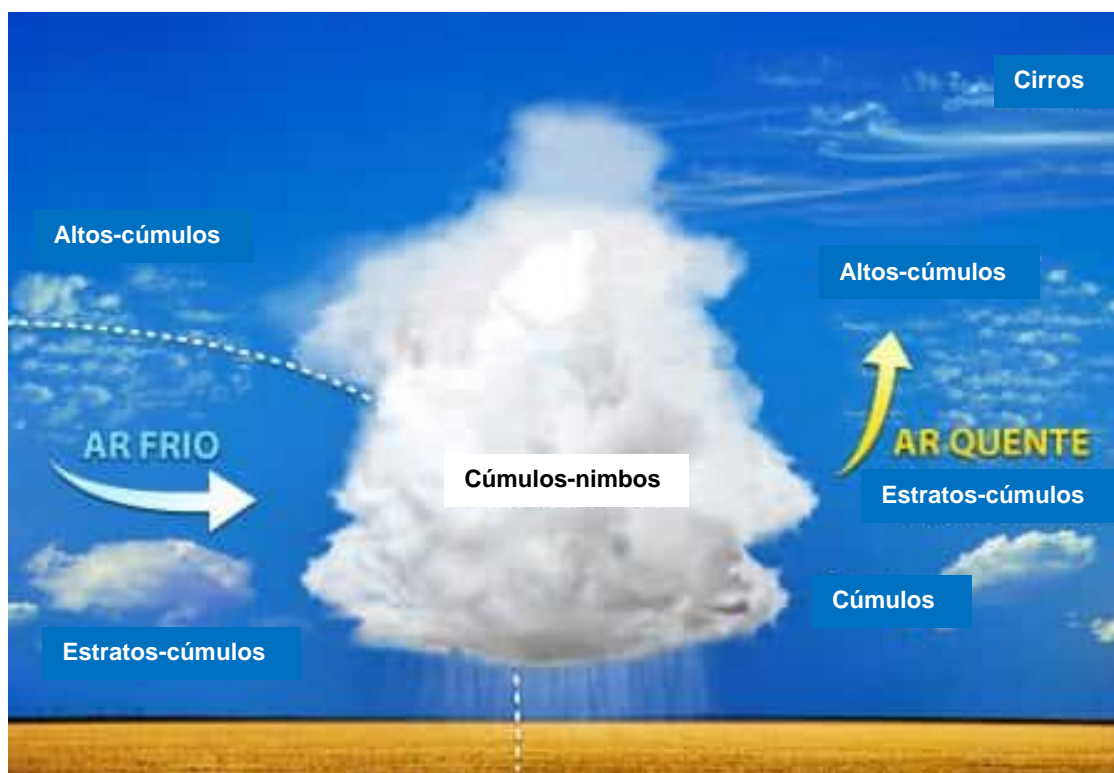 Cirros
Altos-cúmulos
Altos-cúmulos
AR FRIO
AR QUENTE
Cúmulos-nimbos
Estratos-cúmulos
Cúmulos
Estratos-cúmulos